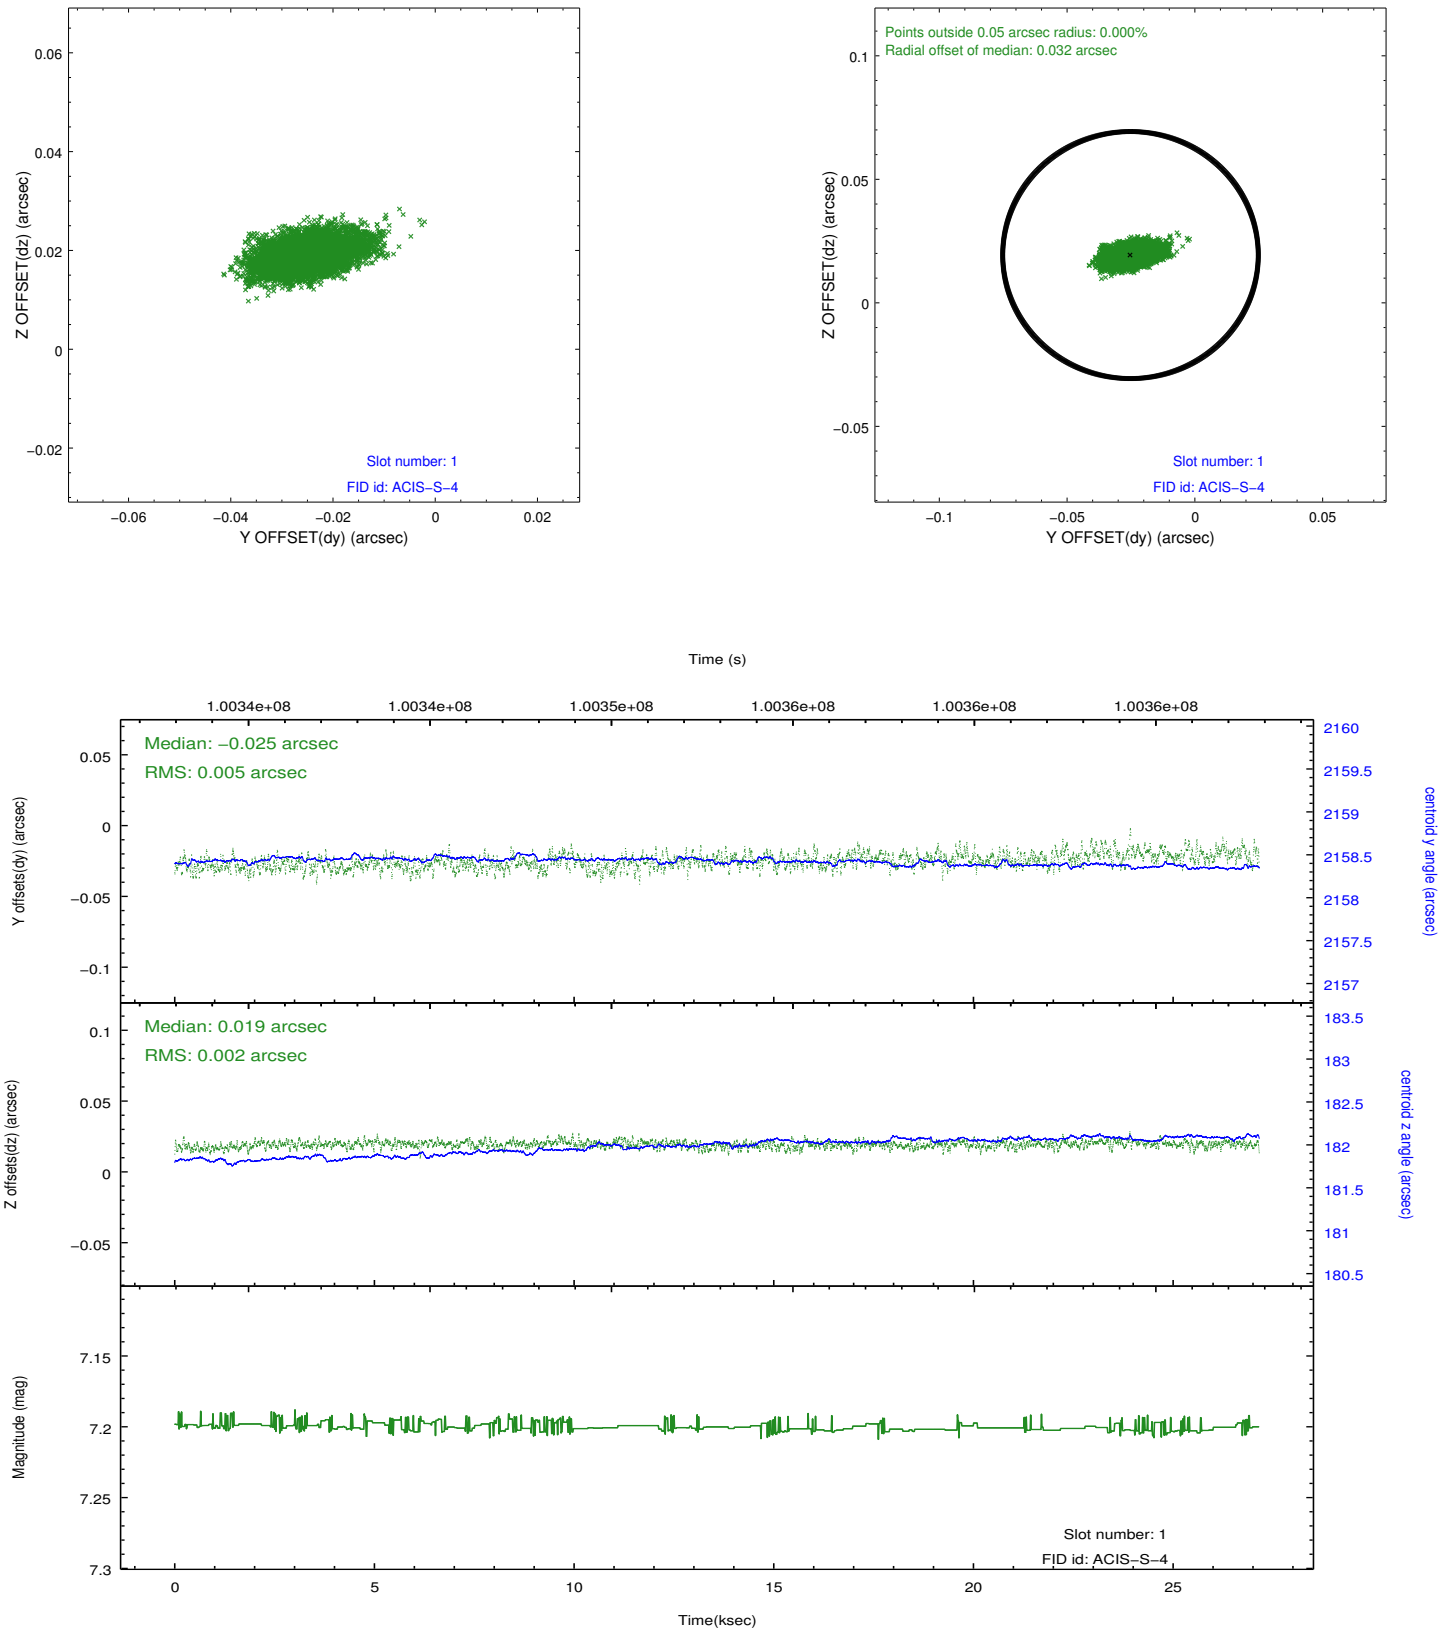 0.06
0.04
0.02
0
−0.02
Z OFFSET(dz) (arcsec)
Slot number: 1
FID id: ACIS−S−4
−0.06 −0.04 −0.02 0 0.02
Y OFFSET(dy) (arcsec)
Points outside 0.05 arcsec radius: 0.000%
Radial offset of median: 0.032 arcsec
0.1
0.05
0
−0.05
Z OFFSET(dz) (arcsec)
Slot number: 1
FID id: ACIS−S−4
−0.1 −0.05 0 0.05
Y OFFSET(dy) (arcsec)
Time (s)
1.0034e+08 1.0034e+08 1.0035e+08 1.0036e+08 1.0036e+08 1.0036e+08
Median: −0.025 arcsec
RMS: 0.005 arcsec
0.05
0
−0.05
−0.1
Y offsets(dy) (arcsec)
2160
2159.5
2159
2158.5
2158
2157.5
2157
centroid y angle (arcsec)
Median: 0.019 arcsec
RMS: 0.002 arcsec
0.1
0.05
0
−0.05
Z offsets(dz) (arcsec)
183.5
183
182.5
182
181.5
181
180.5
centroid z angle (arcsec)
7.15
7.2
7.25
7.3
Magnitude (mag)
Slot number: 1
FID id: ACIS−S−4
0 5 10 15 20 25
Time(ksec)